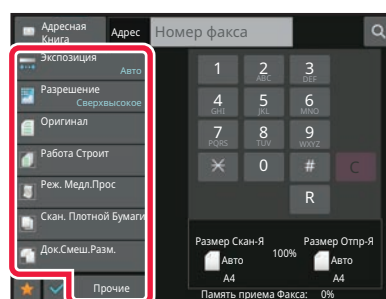 Адресная
Книга
Адрес
Номер факса
Экспозиция
Авто
Разрешение
Сверхвысокое
Оригинал
Работа Строит
Реж. Медл.Прос
Скан. Плотной Бумаги
Док.Смеш.Разм.
Прочие
1
2
ABC
3
DEF
4
GHI
5
JKL
6
MNO
7
PQRS
8
TUV
9
WXYZ
0
#
C
R
Размер Скан-Я
100%
Размер Отпр-Я
Авто
Авто
A4
A4
Память приема Факса: 0%